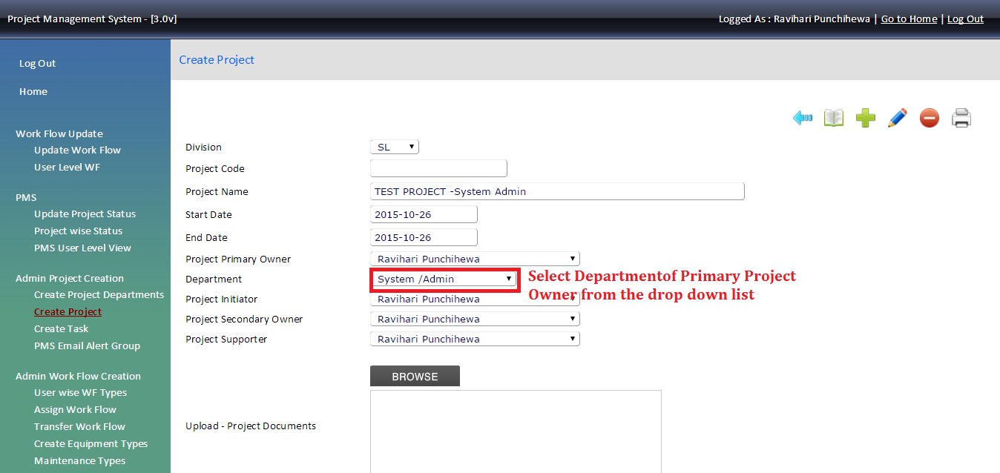 Project Management System - [3.0v]
Logged As : Ravihari Punchihewa | Go to Home | Log Out
Log Out
Home
Work Flow Update
Update Work Flow
User Level WF
PMS
Update Project Status
Project wise Status
PMS User Level View
Admin Project Creation
Create Project Departments
Create Project
Create Task
PMS Email Alert Group
Admin Work Flow Creation
User wise WF Types
Assign Work Flow
Transfer Work Flow
Create Equipment Types
Maintenance Types
Create Project
Division SL
Project Code
Project Name TEST PROJECT -System Admin
Start Date 2015-10-26
End Date 2015-10-26
Project Primary Owner Ravihari Punchihewa
Department System /Admin
Select Departmentof Primary Project
Owner from the drop down list
Project Initiator Ravihari Punchihewa
Project Secondary Owner Ravihari Punchihewa
Project Supporter Ravihari Punchihewa
BROWSE
Upload - Project Documents